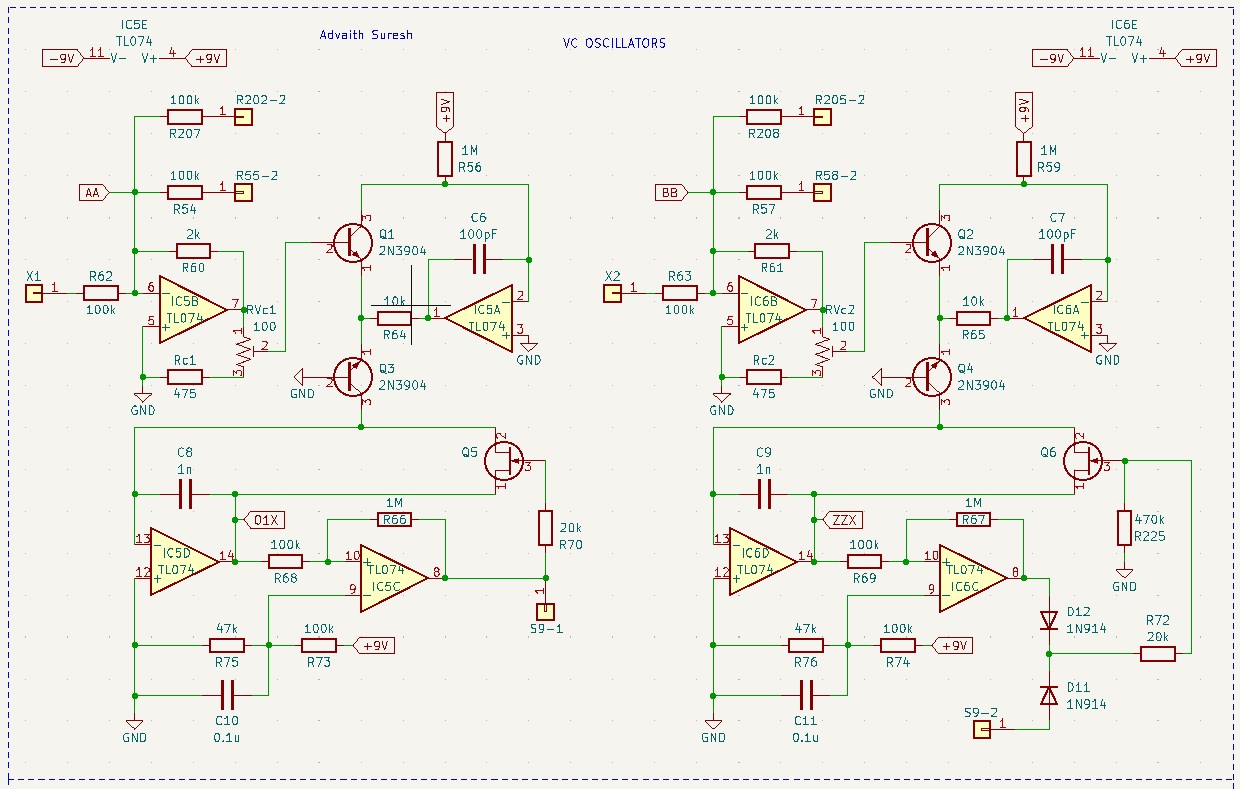 IC5E
TL074
-9V 11 V- V+ 4 +9V
Advaith Suresh
VC OSCILLATORS
IC6E
TL074
-9V 11 V- V+ 4 +9V
100k R202-2
1
R207
+9V
100k R55-2
AA 1
R54
1M
R56
2k
R60
3
Q1
2N3904
2
1
C6
100pF
X1
1 R62
100k
6
IC5B
TL074
7
5
RVc1
100
1
2
3
10k
R64
1
IC5A
TL074
2
3
GND
Rc1
475
GND
GND
1
Q3
2N3904
2
3
C8
1n
Q5
2
3
1
O1X
1M
R66
20k
R70
13
IC5D
TL074
14
12
100k
R68
10
TL074
IC5C
8
9
1
S9-1
47k
R75
100k
R73
+9V
C10
0.1u
GND
100k R205-2
1
R208
+9V
100k R58-2
BB 1
R57
1M
R59
2k
R61
3
Q2
2N3904
2
1
C7
100pF
X2
1 R63
100k
6
IC6B
TL074
7
5
RVc2
100
1
2
3
10k
R65
1
IC6A
TL074
2
3
GND
Rc2
475
GND
GND
1
Q4
2N3904
2
3
C9
1n
Q6
2
3
1
ZZX
1M
R67
470k
R225
GND
13
IC6D
TL074
14
12
100k
R69
10
TL074
IC6C
8
9
D12
1N914
R72
20k
47k
R76
100k
R74
+9V
D11
1N914
C11
0.1u
S9-2
1
GND